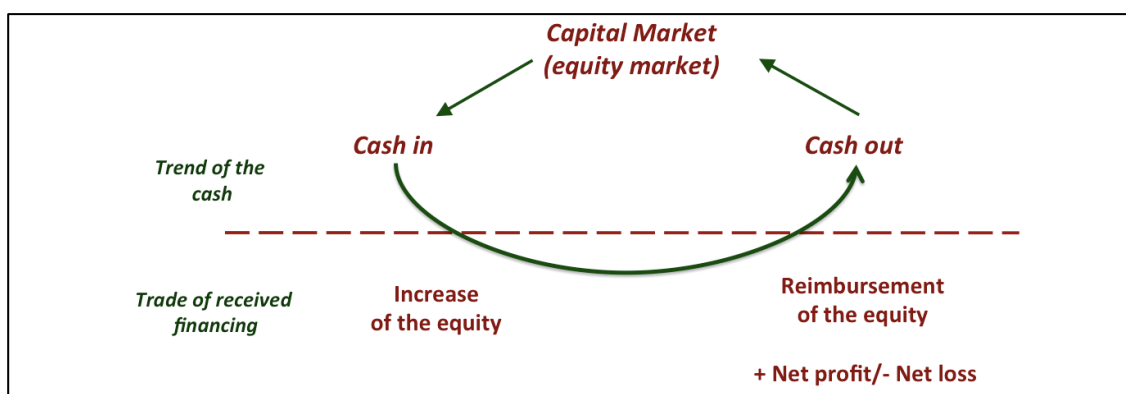 Capital Market
(equity market)
Cash in
Cash out
Trend of the
cash
Trade of received
financing
Increase
of the equity
Reimbursement
of the equity
+ Net profit/- Net loss